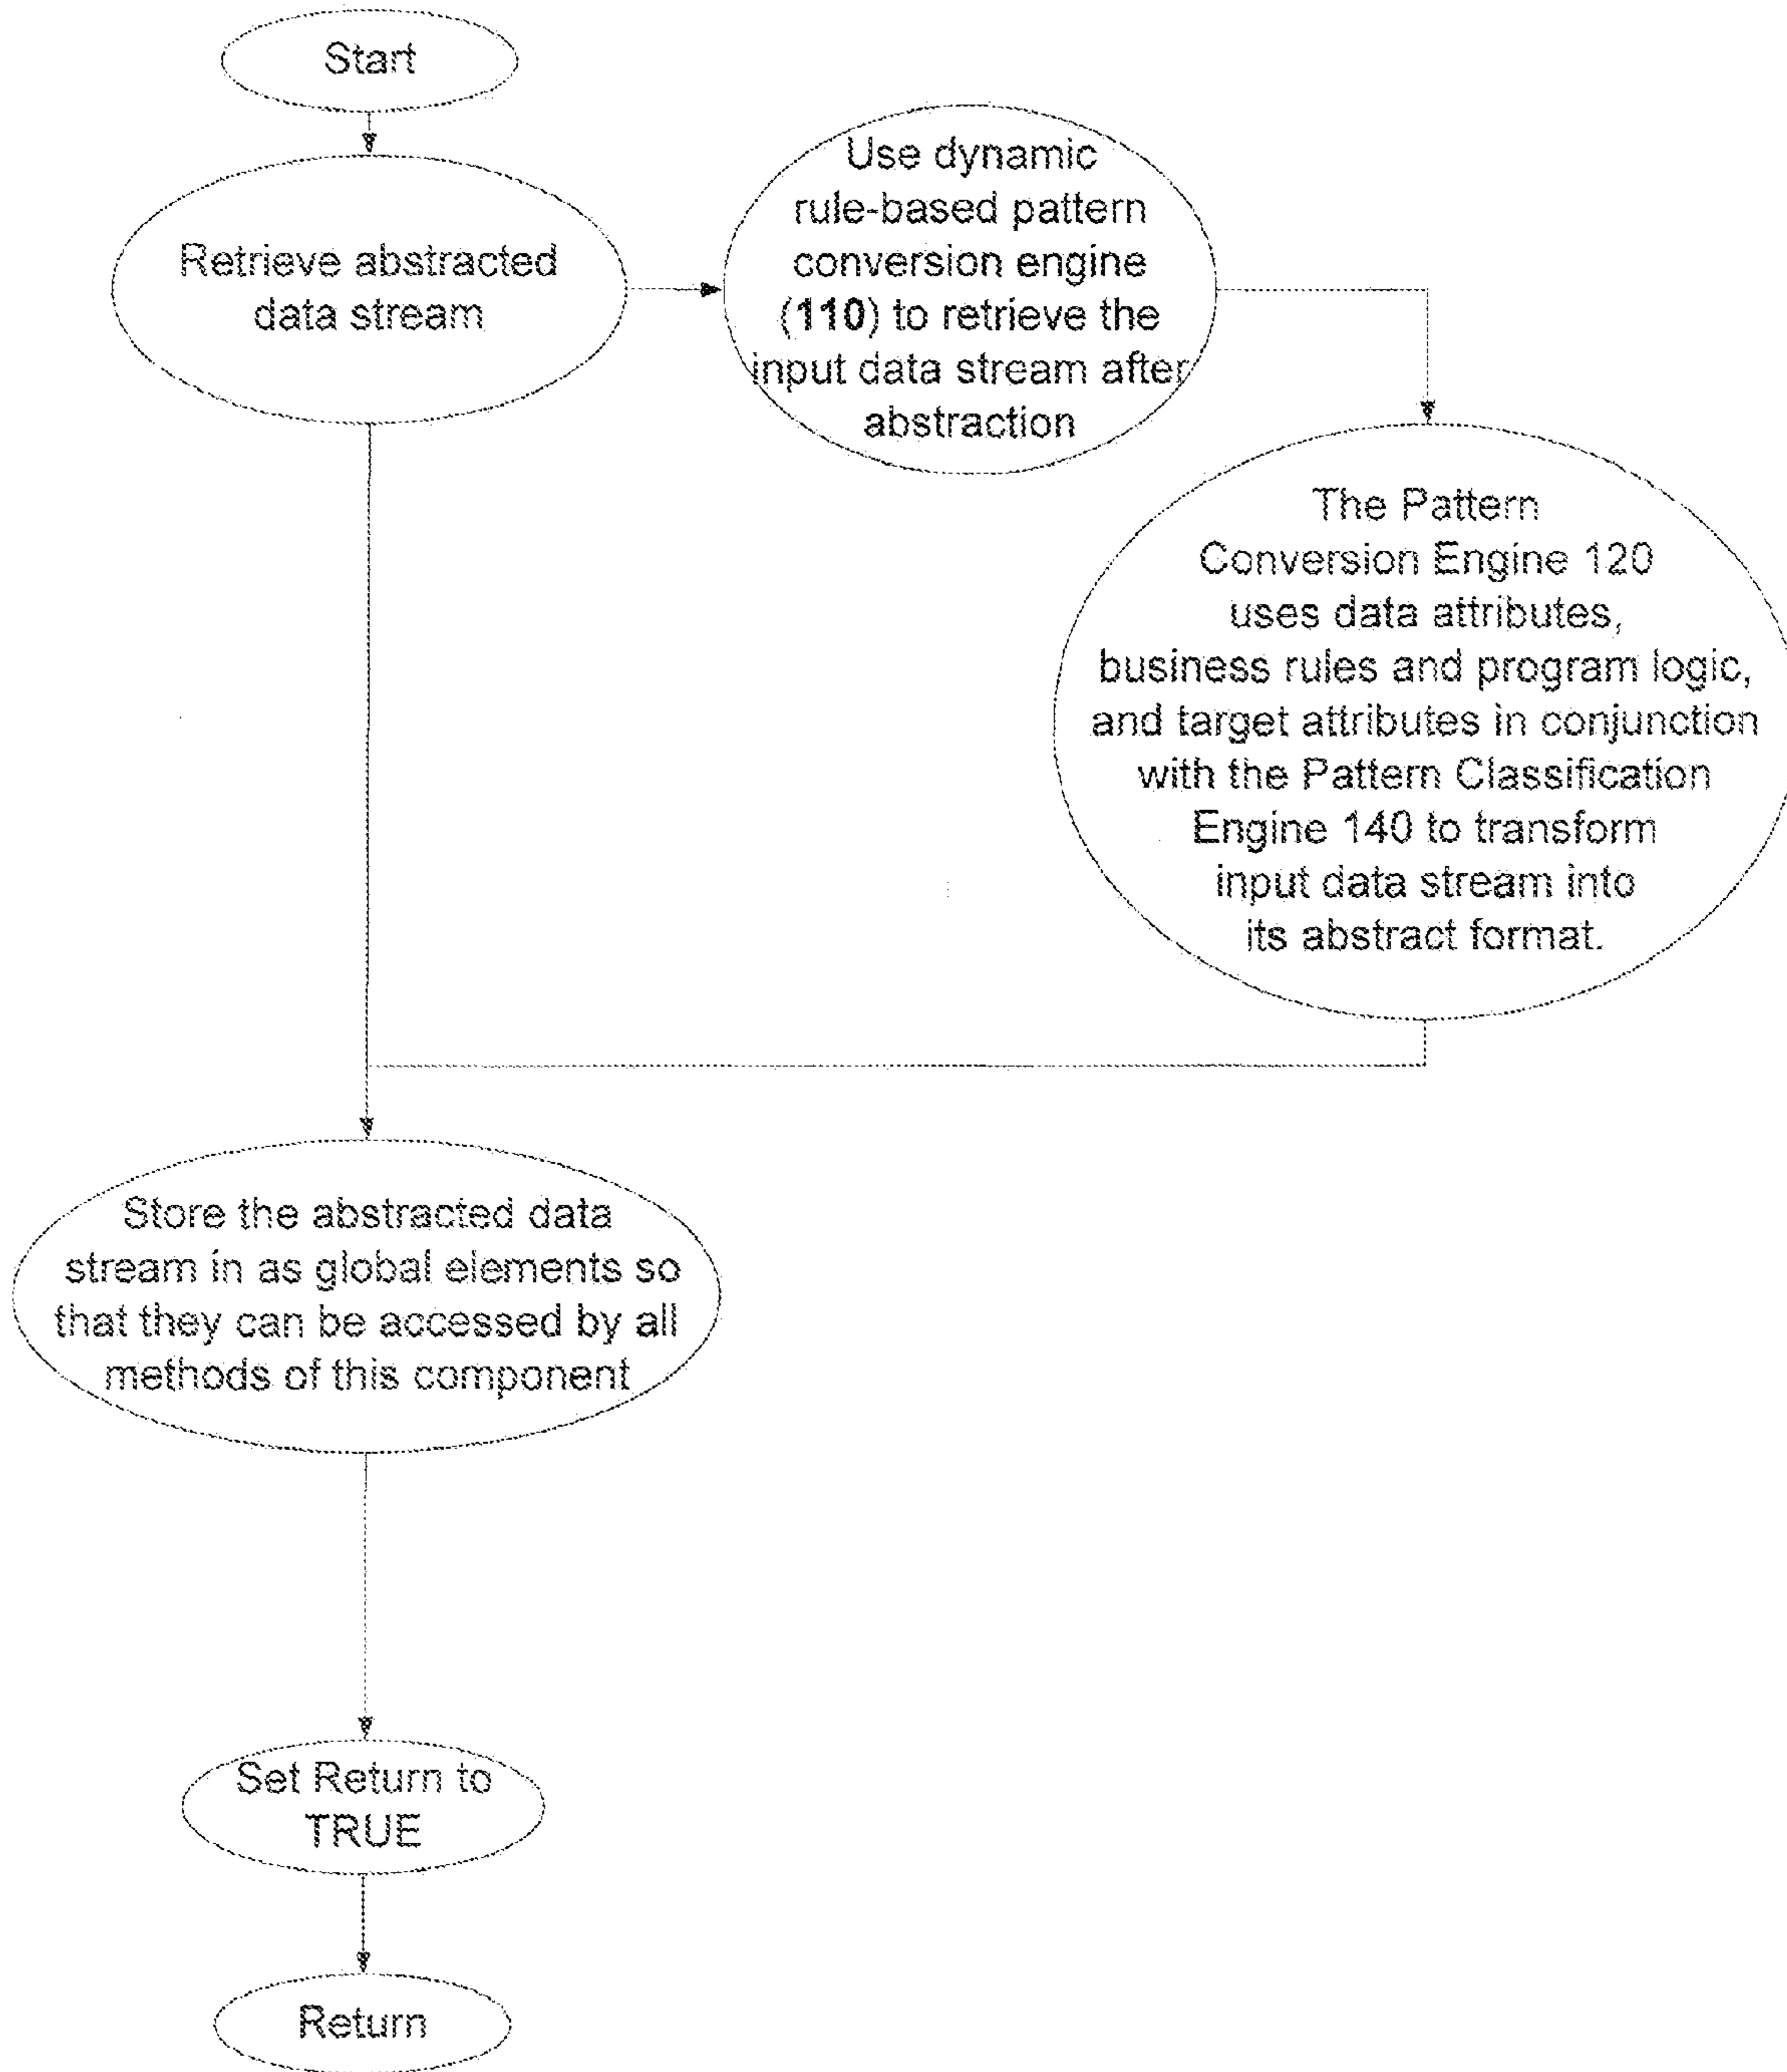 Start
Retrieve abstracted
data stream
Use dynamic
rule-based pattern
conversion engine
(110) to retrieve the
input data stream after
abstraction
The Pattern
Conversion Engine 120
uses data attributes,
business rules and program logic,
and target attributes in conjunction
with the Pattern Classification
Engine 140 to transform
input data stream into
its abstract format.
Store the abstracted data
stream in as global elements so
that they can be accessed by all
methods of this component
Set Return to
TRUE
Return